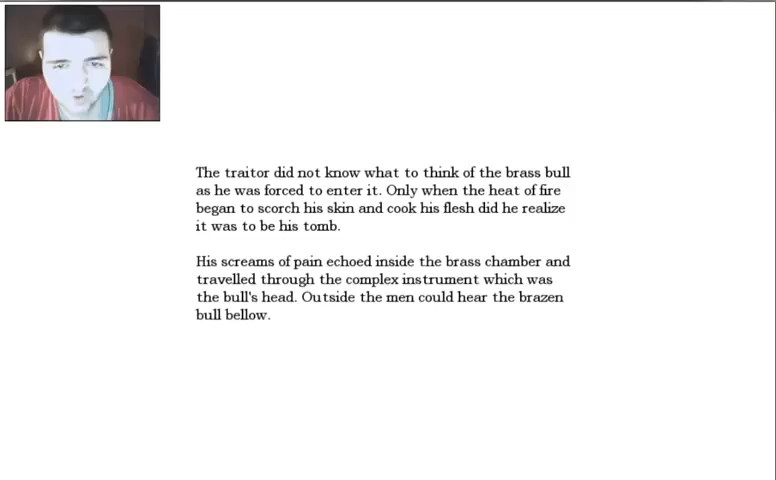 The traitor did not know what to think of the brass bull
as he was forced to enter it. Only when the heat of fire
began to scorch his skin and cook his flesh did he realize
it was to be his tomb.
His screams of pain echoed inside the brass chamber and
travelled through the complex instrument which was
the bull's head. Outside the men could hear the brazen
bull bellow.